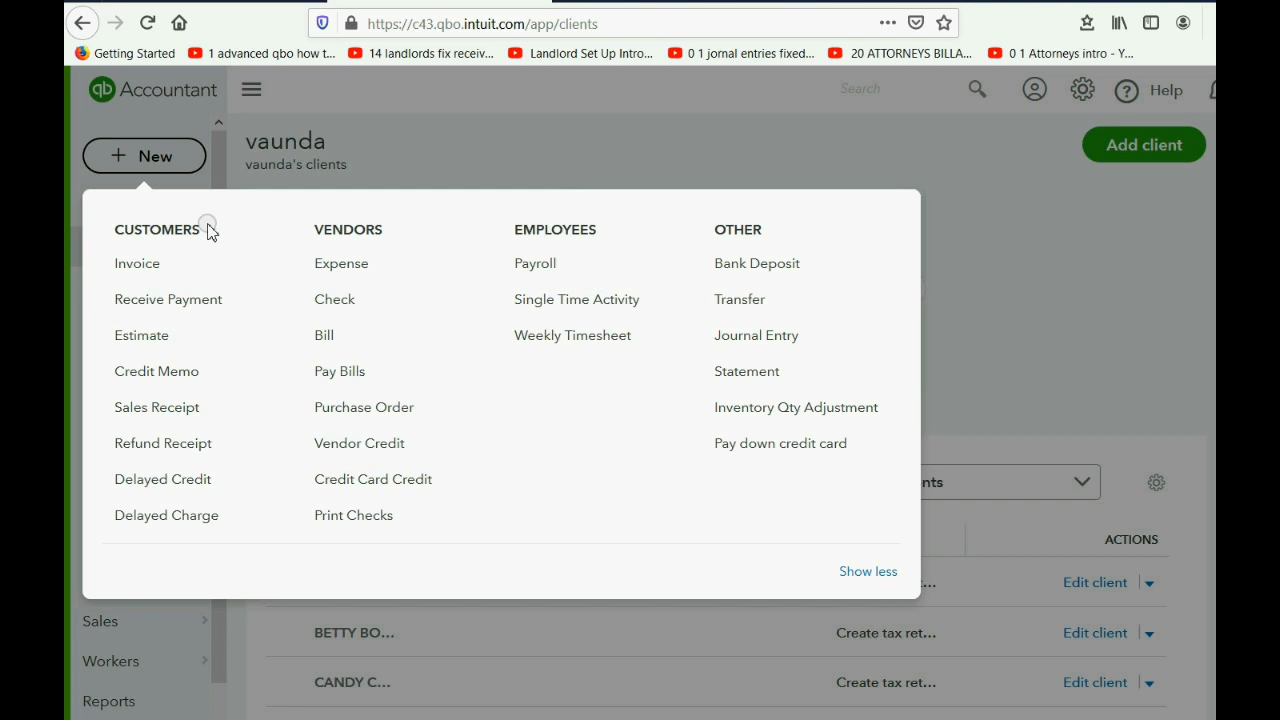 https://c43.qbo.intuit.com/app/clients
Getting Started
1 advanced qbo how t...
14 landlords fix receiv...
Landlord Set Up Intro...
0 1 jornal entries fixed...
20 ATTORNEYS BILLA...
0 1 Attorneys intro - Y...
qb Accountant
Search
Help
+ New
vaunda
vaunda's clients
Add client
CUSTOMERS
Invoice
Receive Payment
Estimate
Credit Memo
Sales Receipt
Refund Receipt
Delayed Credit
Delayed Charge
VENDORS
Expense
Check
Bill
Pay Bills
Purchase Order
Vendor Credit
Credit Card Credit
Print Checks
EMPLOYEES
Payroll
Single Time Activity
Weekly Timesheet
OTHER
Bank Deposit
Transfer
Journal Entry
Statement
Inventory Qty Adjustment
Pay down credit card
Show less
nts
ACTIONS
t... Edit client
BETTY BO... Create tax ret... Edit client
CANDY C... Create tax ret... Edit client
Sales
Workers
Reports